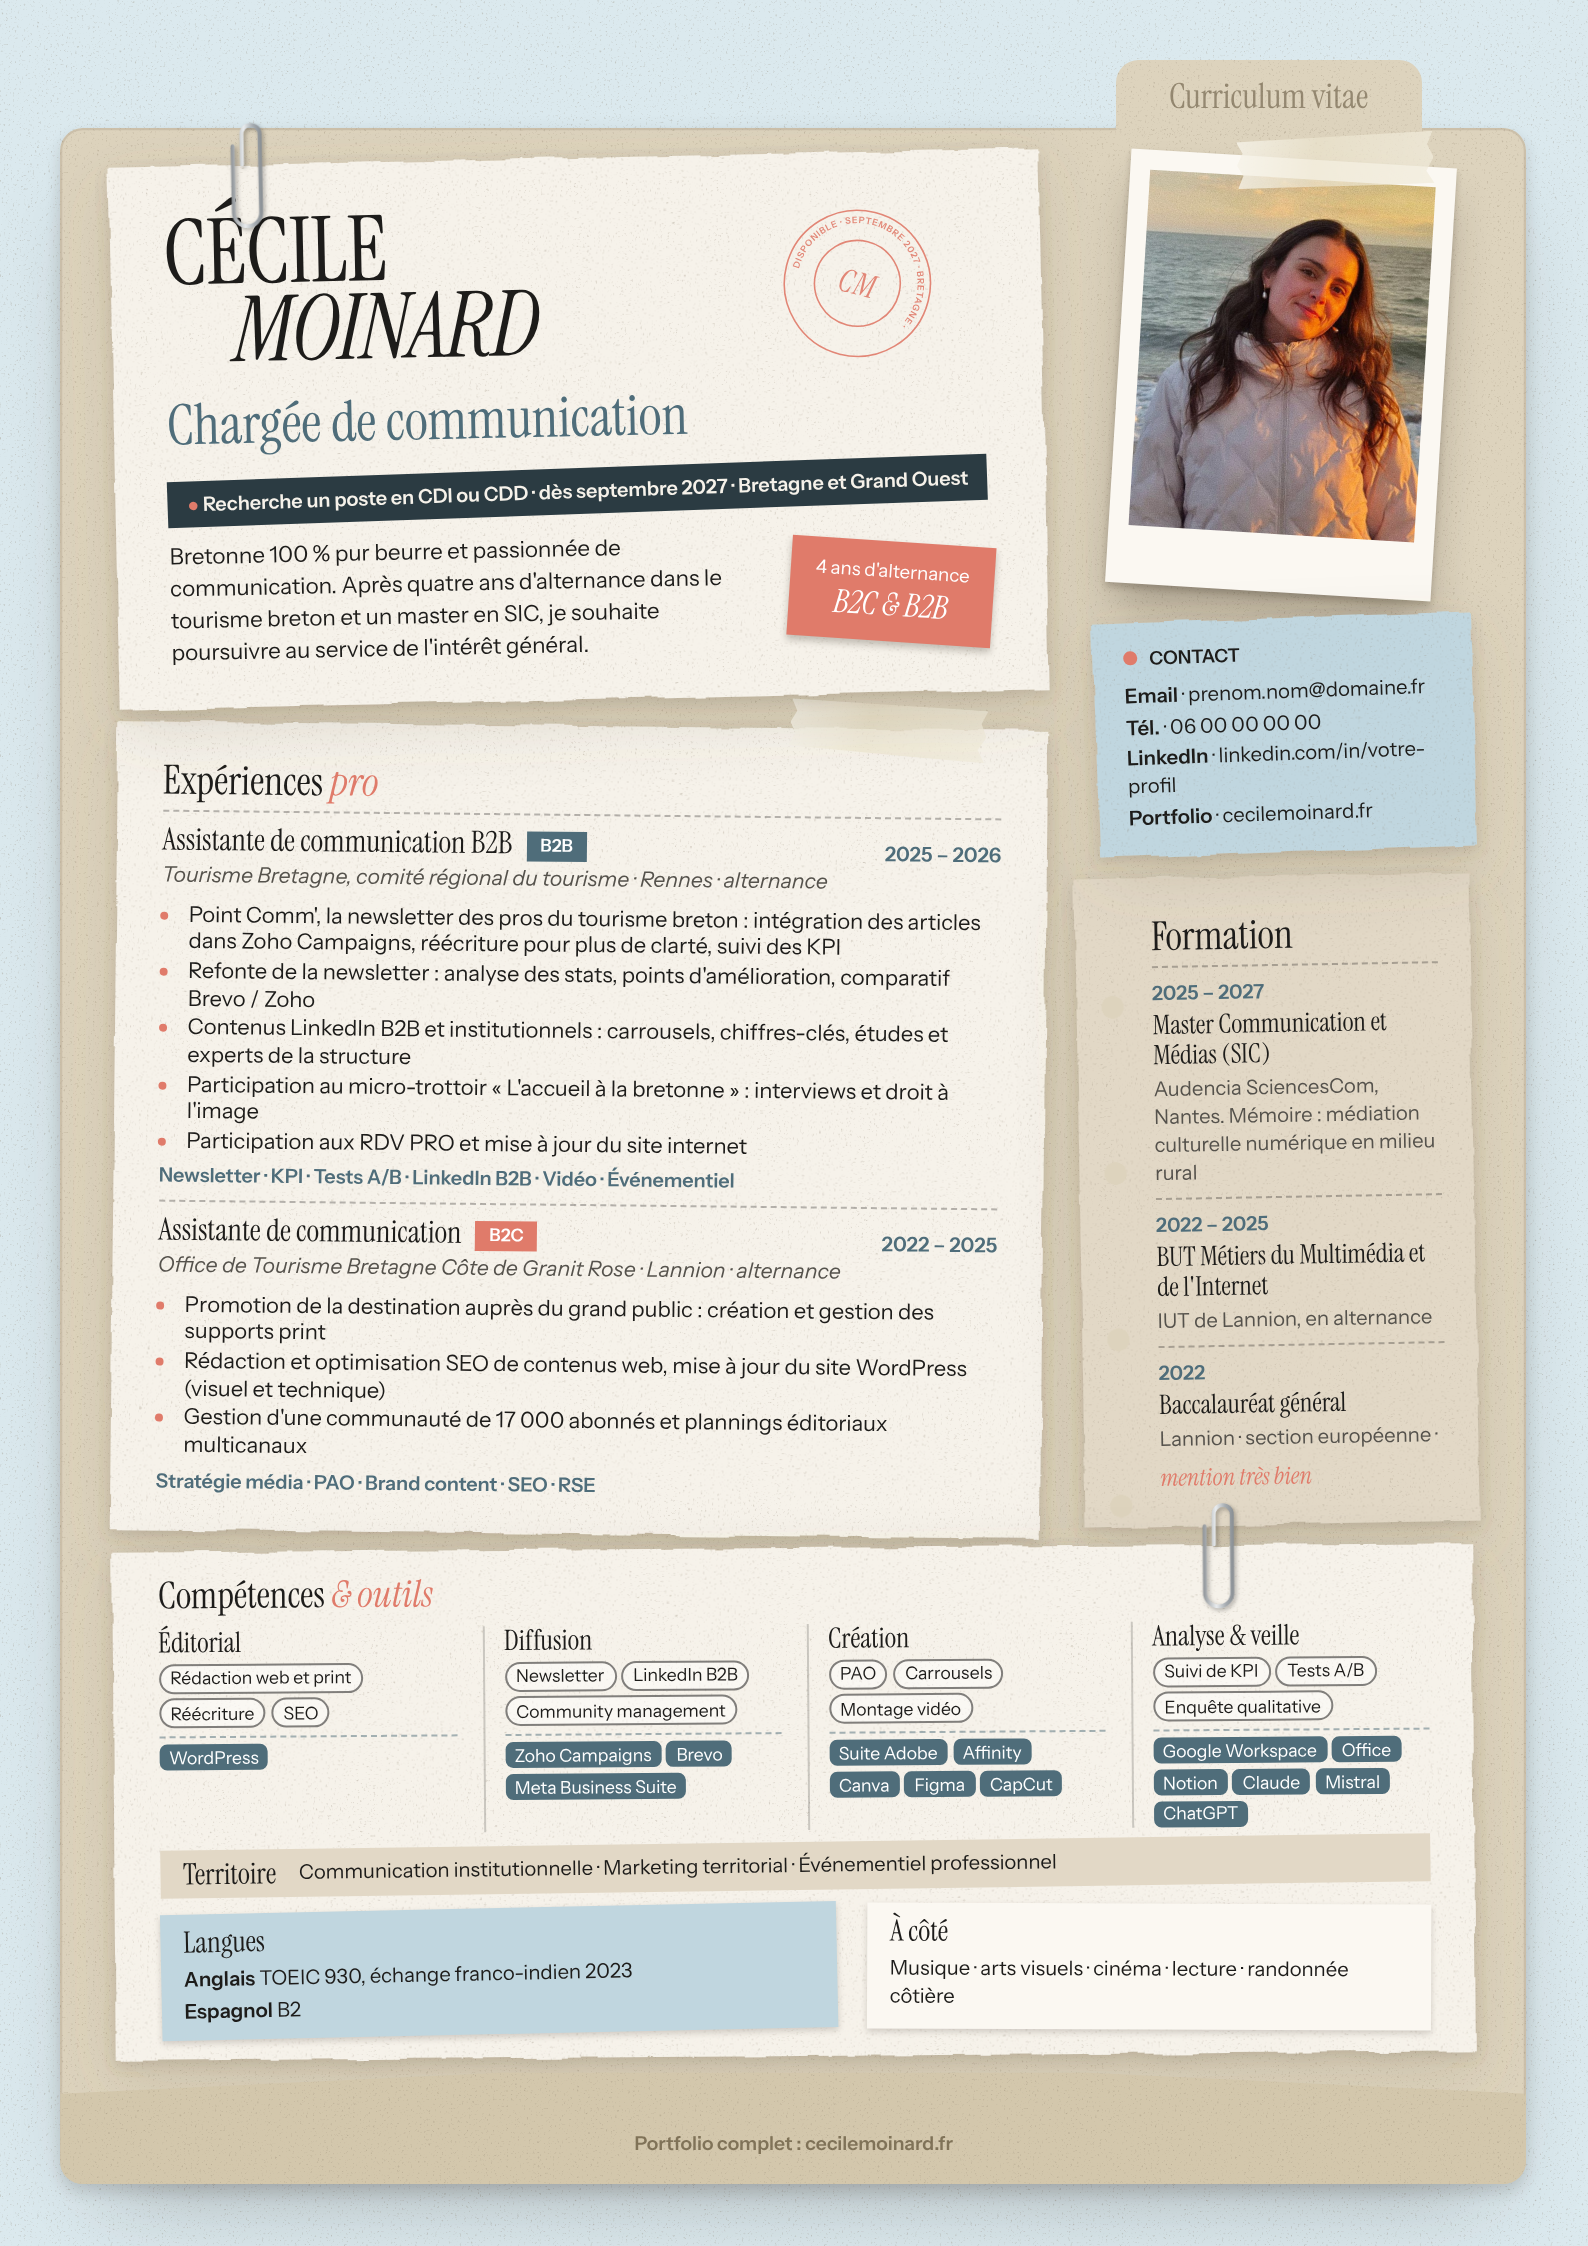 Curriculum vitae
CÉCILE
MOINARD
DISPONIBLE · SEPTEMBRE 2027 · BRETAGNE ·
CM
Chargée de communication
Recherche un poste en CDI ou CDD · dès septembre 2027 · Bretagne et Grand Ouest
Bretonne 100 % pur beurre et passionnée de
communication. Après quatre ans d'alternance dans le
tourisme breton et un master en SIC, je souhaite
poursuivre au service de l'intérêt général.
4 ans d'alternance
B2C & B2B
CONTACT
Email · prenom.nom@domaine.fr
Tél. · 06 00 00 00 00
LinkedIn · linkedin.com/in/votre-
profil
Portfolio · cecilemoinard.fr
Expériences pro
Assistante de communication B2B B2B 2025 – 2026
Tourisme Bretagne, comité régional du tourisme · Rennes · alternance
• Point Comm', la newsletter des pros du tourisme breton : intégration des articles
dans Zoho Campaigns, réécriture pour plus de clarté, suivi des KPI
• Refonte de la newsletter : analyse des stats, points d'amélioration, comparatif
Brevo / Zoho
• Contenus LinkedIn B2B et institutionnels : carrousels, chiffres-clés, études et
experts de la structure
• Participation au micro-trottoir « L'accueil à la bretonne » : interviews et droit à
l'image
• Participation aux RDV PRO et mise à jour du site internet
Newsletter · KPI · Tests A/B · LinkedIn B2B · Vidéo · Événementiel
Assistante de communication B2C 2022 – 2025
Office de Tourisme Bretagne Côte de Granit Rose · Lannion · alternance
• Promotion de la destination auprès du grand public : création et gestion des
supports print
• Rédaction et optimisation SEO de contenus web, mise à jour du site WordPress
(visuel et technique)
• Gestion d'une communauté de 17 000 abonnés et plannings éditoriaux
multicanaux
Stratégie média · PAO · Brand content · SEO · RSE
Formation
2025 – 2027
Master Communication et
Médias (SIC)
Audencia SciencesCom,
Nantes. Mémoire : médiation
culturelle numérique en milieu
rural
2022 – 2025
BUT Métiers du Multimédia et
de l'Internet
IUT de Lannion, en alternance
2022
Baccalauréat général
Lannion · section européenne ·
mention très bien
Compétences & outils
Éditorial
Rédaction web et print
Réécriture SEO
WordPress
Diffusion
Newsletter LinkedIn B2B
Community management
Zoho Campaigns Brevo
Meta Business Suite
Création
PAO Carrousels
Montage vidéo
Suite Adobe Affinity
Canva Figma CapCut
Analyse & veille
Suivi de KPI Tests A/B
Enquête qualitative
Google Workspace Office
Notion Claude Mistral
ChatGPT
Territoire Communication institutionnelle · Marketing territorial · Événementiel professionnel
Langues
Anglais TOEIC 930, échange franco-indien 2023
Espagnol B2
À côté
Musique · arts visuels · cinéma · lecture · randonnée
côtière
Portfolio complet : cecilemoinard.fr